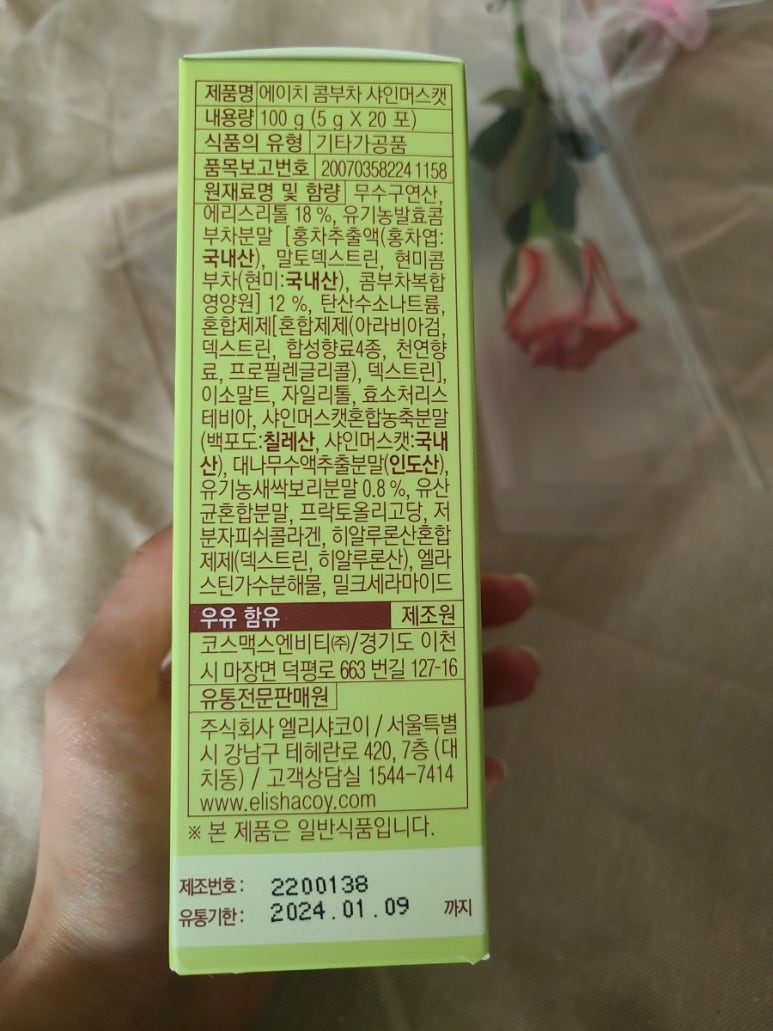 제품명 에이치 콤부차 샤인머스캣
내용량 100 g (5 g X 20 포)
식품의 유형 기타가공품
품목보고번호 200703582241158
원재료명 및 함량 무수구연산,
에리스리톨 18 %, 유기농발효콤
부차분말 [홍차추출액(홍차엽:
국내산), 말토덱스트린, 현미콤
부차(현미:국내산), 콤부차복합
영양원] 12 %, 탄산수소나트륨,
혼합제제[혼합제제(아라비아검,
덱스트린, 합성향료4종, 천연향
료, 프로필렌글리콜), 덱스트린],
이소말트, 자일리톨, 효소처리스
테비아, 샤인머스캣혼합농축분말
(백포도:칠레산, 샤인머스캣:국내
산), 대나무수액추출분말(인도산),
유기농새싹보리분말 0.8 %, 유산
균혼합분말, 프락토올리고당, 저
분자피쉬콜라겐, 히알루론산혼합
제제(덱스트린, 히알루론산), 엘라
스틴가수분해물, 밀크세라마이드
우유 함유 제조원
코스맥스엔비티㈜/경기도 이천
시 마장면 덕평로 663 번길 127-16
유통전문판매원
주식회사 엘리샤코이 / 서울특별
시 강남구 테헤란로 420, 7층 (대
치동) / 고객상담실 1544-7414
www.elishacoy.com
※ 본 제품은 일반식품입니다.
제조번호: 2200138
유통기한: 2024.01.09 까지